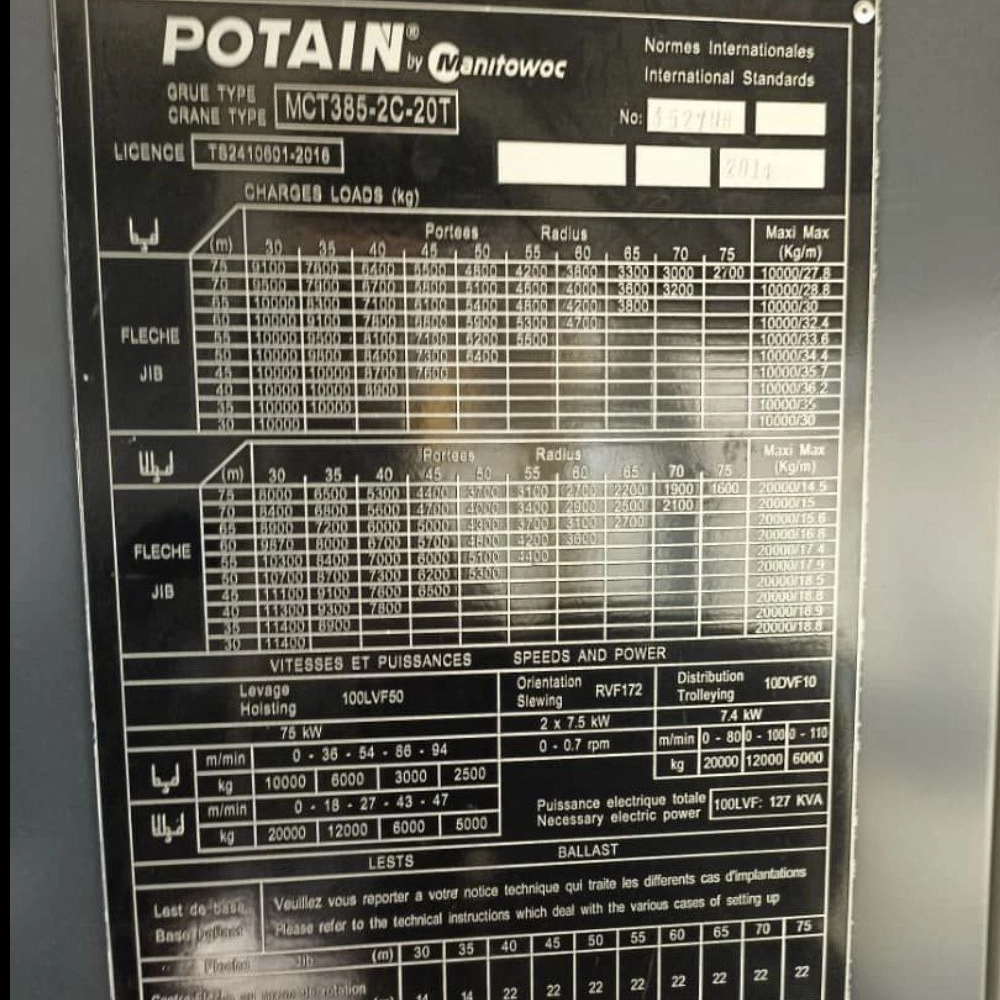 POTAIN® by Manitowoc
Normes Internationales
International Standards
GRUE TYPE
CRANE TYPE
MCT385-2C-20T
No:
LICENCE TS2410601-2016
2014
CHARGES LOADS (kg)
Portees Radius Maxi Max
(m) 30 35 40 45 50 55 60 65 70 75 (Kg/m)
FLECHE
JIB
75 9100 7600 6400 5500 4800 4200 3800 3300 3000 2700 10000/27.8
70 9500 7900 6700 5100 4500 4000 3600 3200 10000/28.8
65 10000 8300 7100 6100 5400 4800 4200 3800 10000/30
60 10000 9100 7800 5900 5300 4700 10000/32.4
55 10000 9500 8100 7100 6200 5600 10000/33.6
50 10000 9800 8400 7300 6400 10000/34.4
45 10000 10000 8700 7600 10000/35.7
40 10000 10000 8900 10000/36.2
35 10000 10000 10000/35
30 10000 10000/30
Portees Radius Maxi Max
(m) 30 35 40 45 50 55 60 65 70 75 (Kg/m)
FLECHE
JIB
75 8000 6500 5300 4400 3700 3100 2700 2200 1900 1600 20000/14.5
70 8400 6800 5600 4700 4000 3400 2900 2500 2100 20000/15
65 8900 7200 6000 5000 4300 3700 3100 2700 20000/15.6
60 9570 8000 6700 5700 4800 4200 3600 20000/16.8
55 10300 8400 7000 6000 5100 4400 20000/17.4
50 10700 8700 7300 6200 5300 20000/17.9
45 11100 9100 7600 6500 20000/18.5
40 11300 9300 7800 20000/18.8
35 11400 8900 20000/18.9
30 11400 20000/18.8
VITESSES ET PUISSANCES SPEEDS AND POWER
Levage
Hoisting
100LVF50
75 kW
m/min 0 - 36 - 54 - 86 - 94
kg 10000 6000 3000 2500
m/min 0 - 18 - 27 - 43 - 47
kg 20000 12000 6000 5000
Orientation
Slewing
RVF172
2 x 7.5 kW
0 - 0.7 rpm
Distribution
Trolleying
10DVF10
7.4 kW
m/min 0 - 80 0 - 100 0 - 110
kg 20000 12000 6000
Puissance electrique totale
Necessary electric power
100LVF: 127 KVA
LESTS BALLAST
Lest de base
Base ballast
Veuillez vous reporter a votre notice technique qui traite les differents cas d'implantations
Please refer to the technical instructions which deal with the various cases of setting up
Fleche Jib (m) 30 35 40 45 50 55 60 65 70 75
rotation
14 14 22 22 22 22 22 22 22 22